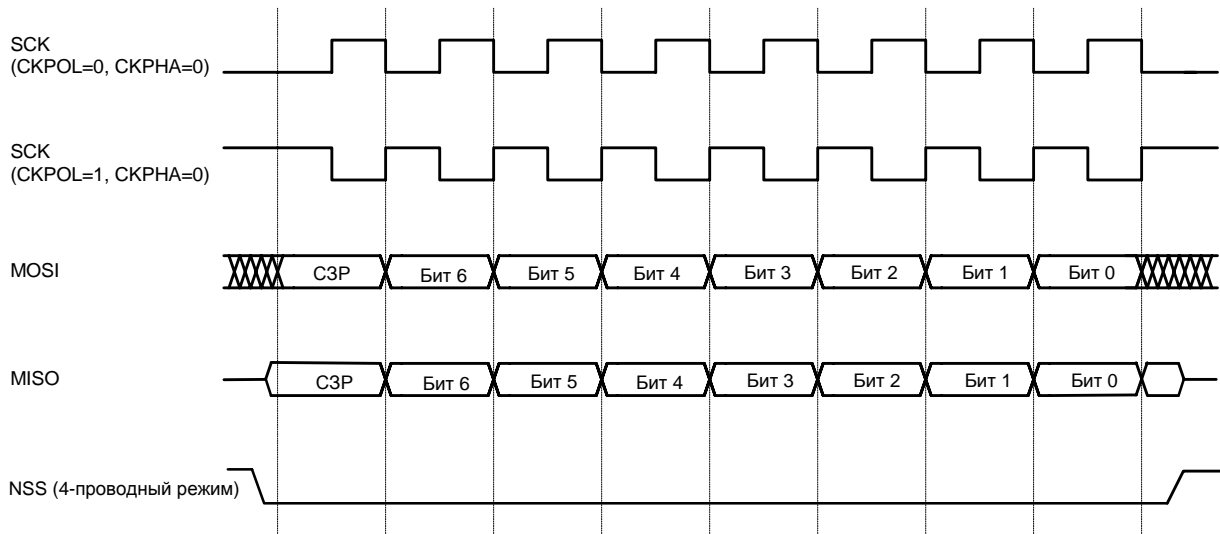 SCK
(CKPOL=0, CKPHA=0)
SCK
(CKPOL=1, CKPHA=0)
MOSI
СЗР Бит 6 Бит 5 Бит 4 Бит 3 Бит 2 Бит 1 Бит 0
MISO
СЗР Бит 6 Бит 5 Бит 4 Бит 3 Бит 2 Бит 1 Бит 0
NSS (4-проводный режим)